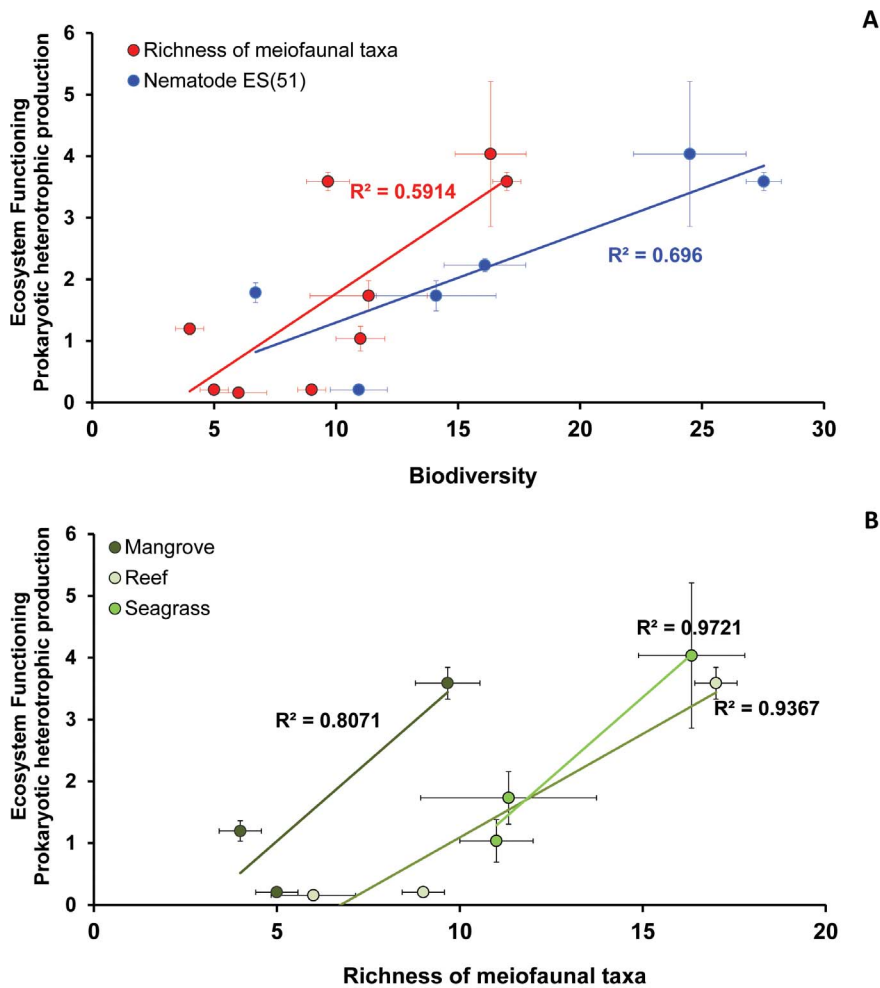 A
6
5
4
3
2
1
0
Ecosystem Functioning
Prokaryotic heterotrophic production
Richness of meiofaunal taxa
Nematode ES(51)
R² = 0.5914
R² = 0.696
0 5 10 15 20 25 30
Biodiversity
B
6
5
4
3
2
1
0
Ecosystem Functioning
Prokaryotic heterotrophic production
Mangrove
Reef
Seagrass
R² = 0.9721
R² = 0.9367
R² = 0.8071
0 5 10 15 20
Richness of meiofaunal taxa